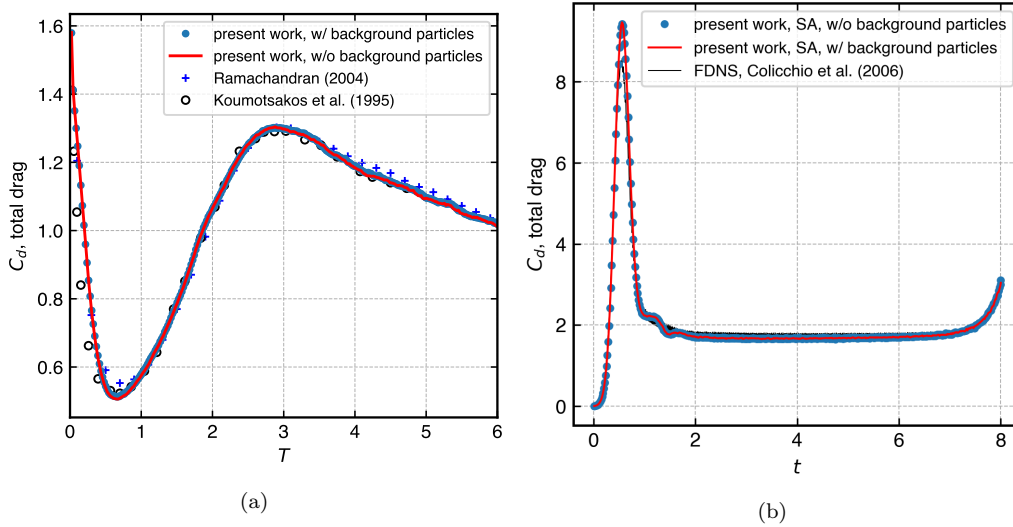 present work, w/ background particles
present work, w/o background particles
Ramachandran (2004)
Koumotsakos et al. (1995)
1.6
1.4
1.2
1.0
0.8
0.6
Cd, total drag
0 1 2 3 4 5 6
T
(a)
present work, SA, w/o background particles
present work, SA, w/ background particles
FDNS, Colicchio et al. (2006)
8
6
4
2
0
Cd, total drag
0 2 4 6 8
t
(b)